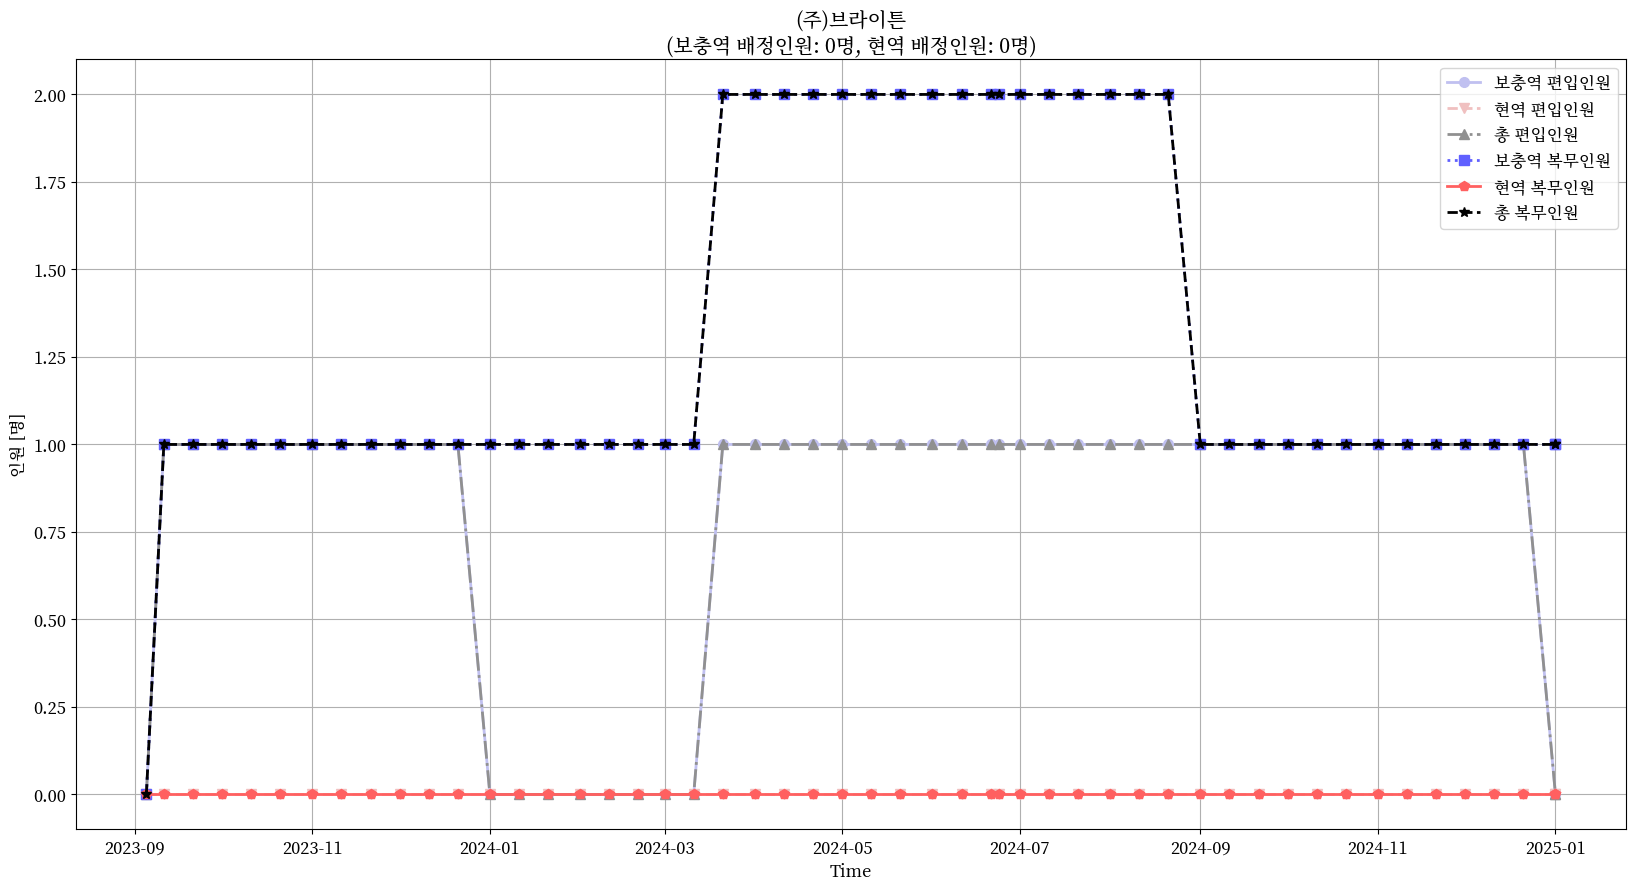 (주)브라이튼
(보충역 배정인원: 0명, 현역 배정인원: 0명)
보충역 편입인원
현역 편입인원
총 편입인원
보충역 복무인원
현역 복무인원
총 복무인원
인원 [명]
2.00
1.75
1.50
1.25
1.00
0.75
0.50
0.25
0.00
2023-09 2023-11 2024-01 2024-03 2024-05 2024-07 2024-09 2024-11 2025-01
Time